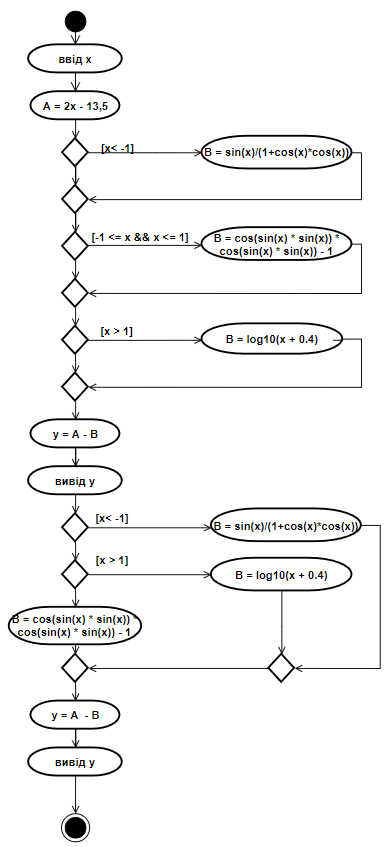 ввід x
A = 2x - 13,5
[x< -1]
B = sin(x)/(1+cos(x)*cos(x))
[-1 <= x && x <= 1]
B = cos(sin(x) * sin(x)) *
cos(sin(x) * sin(x)) - 1
[x > 1]
B = log10(x + 0.4)
y = A - B
вивід y
[x< -1]
B = sin(x)/(1+cos(x)*cos(x))
[x > 1]
B = log10(x + 0.4)
B = cos(sin(x) * sin(x)) *
cos(sin(x) * sin(x)) - 1
y = A - B
вивід y